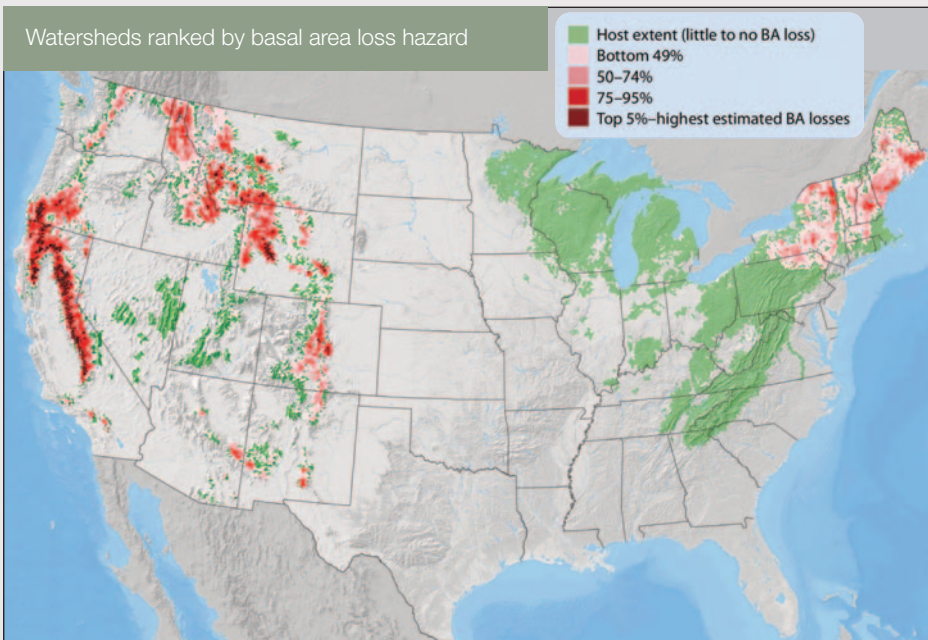 Watersheds ranked by basal area loss hazard
Host extent (little to no BA loss)
Bottom 49%
50–74%
75–95%
Top 5%–highest estimated BA losses